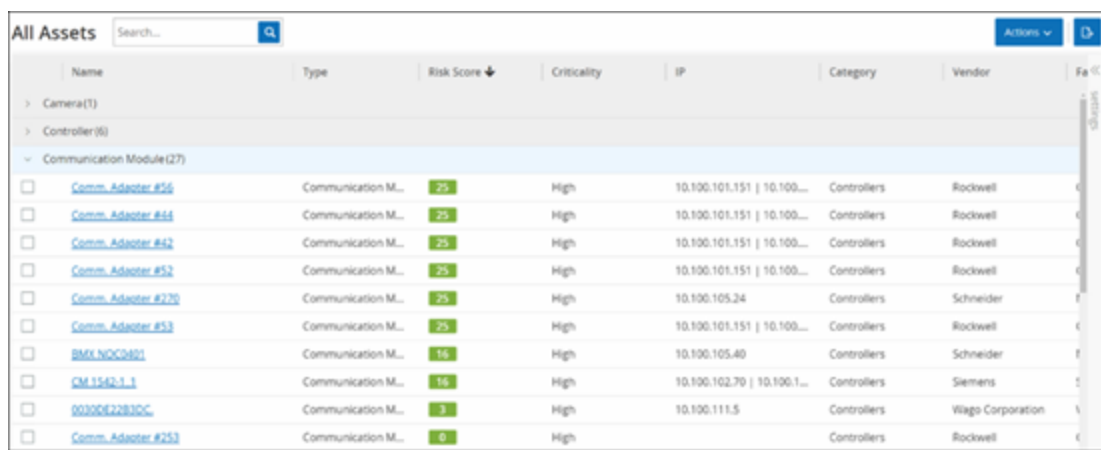 All Assets Search... Actions
Name Type Risk Score Criticality IP Category Vendor Fa
Camera(1)
Controller(6)
Communication Module(27)
Comm. Adapter #56 Communication M... 25 High 10.100.101.151 | 10.100.... Controllers Rockwell
Comm. Adapter #44 Communication M... 25 High 10.100.101.151 | 10.100.... Controllers Rockwell
Comm. Adapter #42 Communication M... 25 High 10.100.101.151 | 10.100.... Controllers Rockwell
Comm. Adapter #52 Communication M... 25 High 10.100.101.151 | 10.100.... Controllers Rockwell
Comm. Adapter #270 Communication M... 25 High 10.100.105.24 Controllers Schneider
Comm. Adapter #53 Communication M... 25 High 10.100.101.151 | 10.100.... Controllers Rockwell
BMX NOC0401 Communication M... 16 High 10.100.105.40 Controllers Schneider
CM 1542-1_1 Communication M... 16 High 10.100.102.70 | 10.100.1... Controllers Siemens
0030DE22B3DC. Communication M... 3 High 10.100.111.5 Controllers Wago Corporation
Comm. Adapter #253 Communication M... 0 High Controllers Rockwell
settings